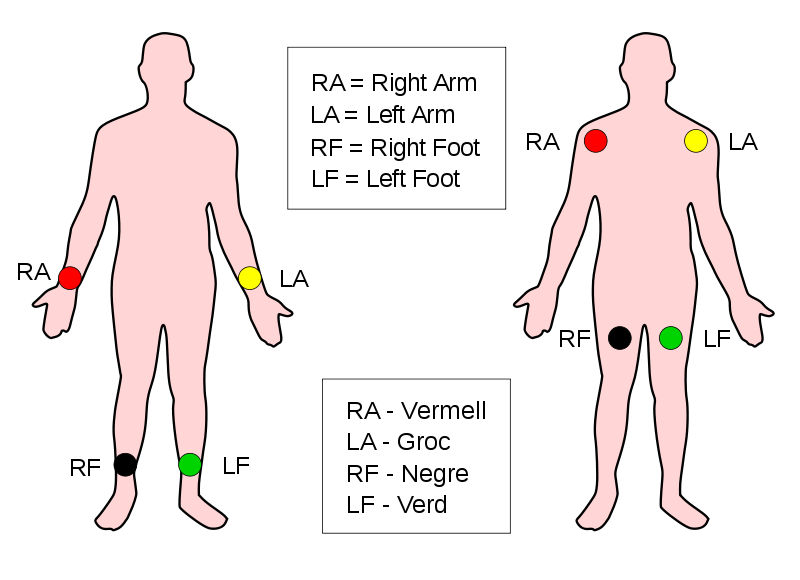 RA = Right Arm
LA = Left Arm
RF = Right Foot
LF = Left Foot
RA
LA
RA
LA
RF
LF
RA - Vermell
LA - Groc
RF - Negre
LF - Verd
RF
LF